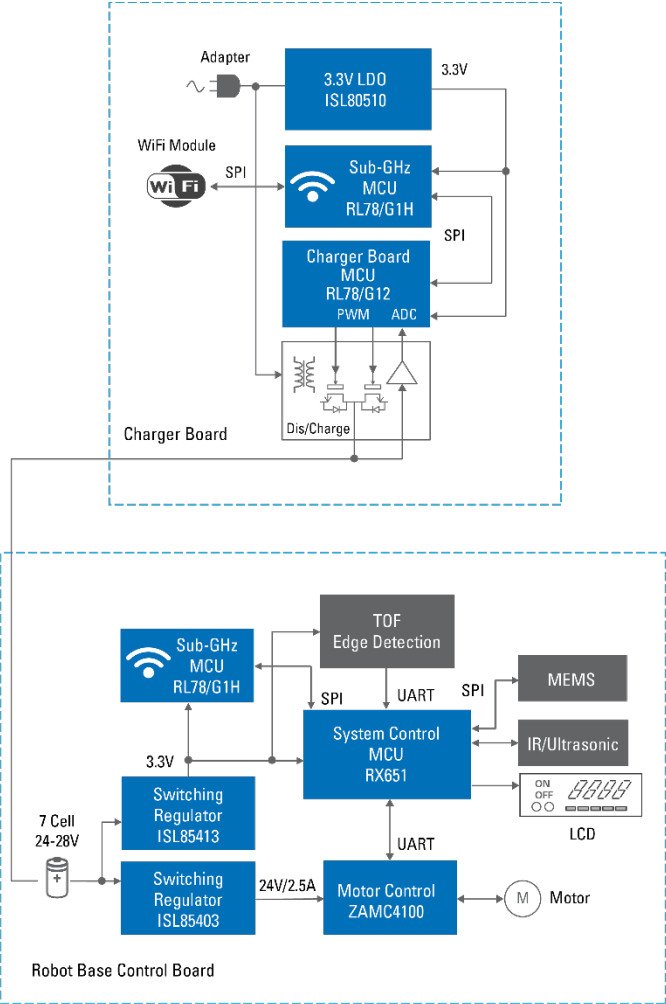 Adapter
3.3V LDO
ISL80510
3.3V
WiFi Module
Wi Fi
SPI
Sub-GHz
MCU
RL78/G1H
SPI
Charger Board
MCU
RL78/G12
PWM ADC
Dis/Charge
Charger Board
TOF
Edge Detection
Sub-GHz
MCU
RL78/G1H
SPI
UART
SPI
MEMS
System Control
MCU
RX651
IR/Ultrasonic
3.3V
ON
OFF
8888
LCD
Switching
Regulator
ISL85413
7 Cell
24-28V
+
UART
Switching
Regulator
ISL85403
24V/2.5A
Motor Control
ZAMC4100
M
Motor
Robot Base Control Board